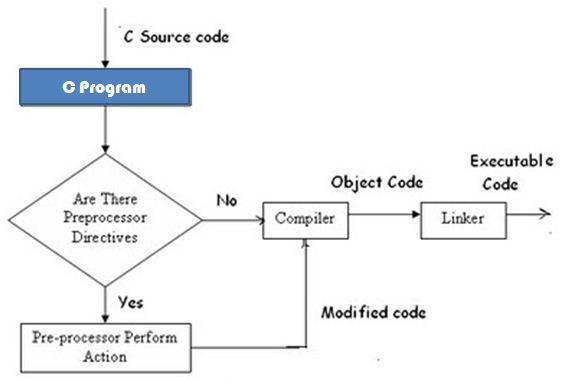 C Source code
C Program
Are There
Preprocessor
Directives
No
Compiler
Object Code
Linker
Executable
Code
Yes
Pre-processor Perform
Action
Modified code